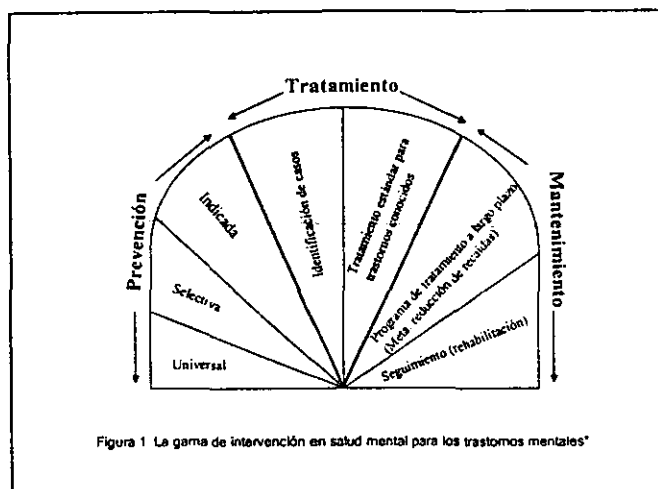 Tratamiento
Prevención
Mantenimiento
Universal
Selectiva
Indicada
Identificación de casos
Tratamiento estándar para
trastornos conocidos
Programa de tratamiento a largo plazo
(Meta reducción de recaídas)
Seguimiento (rehabilitación)
Figura 1 La gama de intervención en salud mental para los trastornos mentales*